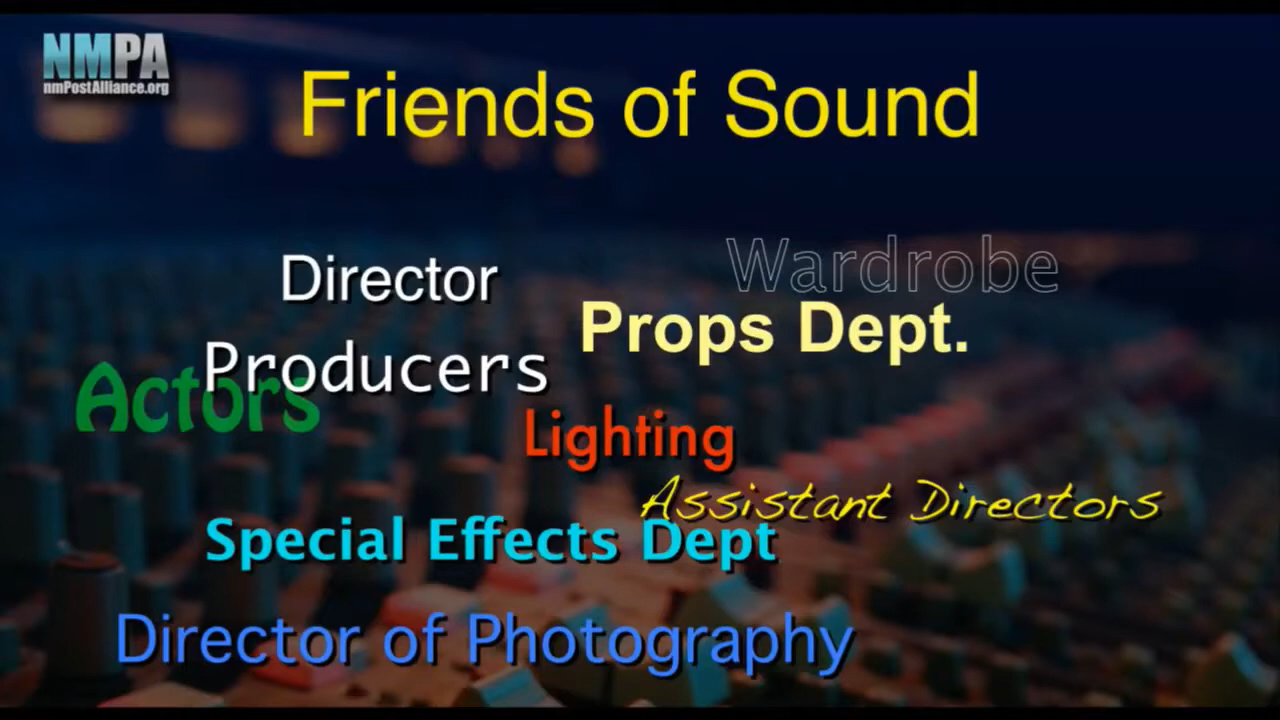 NMPA
nmPostAlliance.org
Friends of Sound
Wardrobe
Director
Props Dept.
Producers
Actors
Lighting
Assistant Directors
Special Effects Dept
Director of Photography